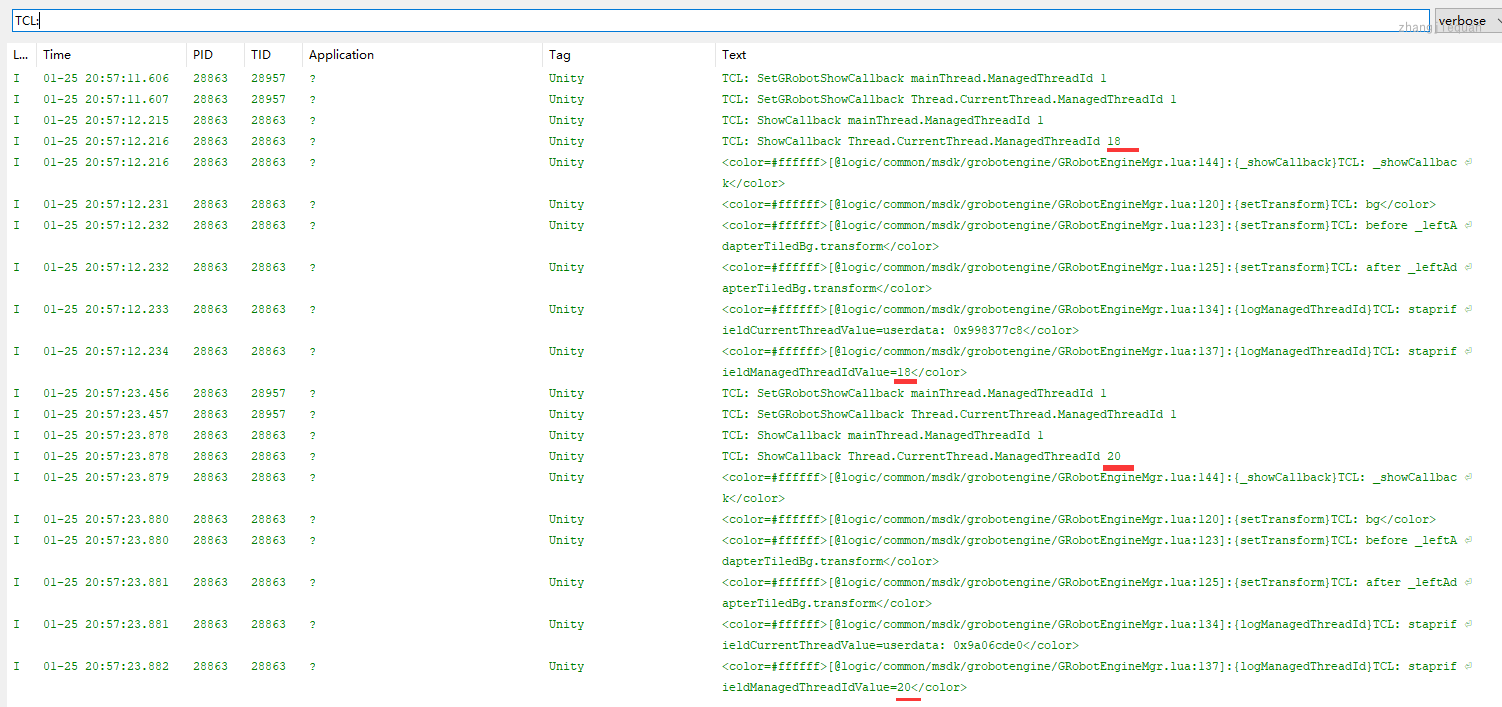 TCL:
zhangyiequan verbose
L... Time PID TID Application Tag Text
I 01-25 20:57:11.606 28863 28957 ? Unity TCL: SetGRobotShowCallback mainThread.ManagedThreadId 1
I 01-25 20:57:11.607 28863 28957 ? Unity TCL: SetGRobotShowCallback Thread.CurrentThread.ManagedThreadId 1
I 01-25 20:57:12.215 28863 28863 ? Unity TCL: ShowCallback mainThread.ManagedThreadId 1
I 01-25 20:57:12.216 28863 28863 ? Unity TCL: ShowCallback Thread.CurrentThread.ManagedThreadId 18
I 01-25 20:57:12.216 28863 28863 ? Unity <color=#ffffff>[@logic/common/msdk/grobotengine/GRobotEngineMgr.lua:144]:{_showCallback}TCL: _showCallbac
k</color>
I 01-25 20:57:12.231 28863 28863 ? Unity <color=#ffffff>[@logic/common/msdk/grobotengine/GRobotEngineMgr.lua:120]:{setTransform}TCL: bg</color>
I 01-25 20:57:12.232 28863 28863 ? Unity <color=#ffffff>[@logic/common/msdk/grobotengine/GRobotEngineMgr.lua:123]:{setTransform}TCL: before _leftA
dapterTiledBg.transform</color>
I 01-25 20:57:12.232 28863 28863 ? Unity <color=#ffffff>[@logic/common/msdk/grobotengine/GRobotEngineMgr.lua:125]:{setTransform}TCL: after _leftAd
apterTiledBg.transform</color>
I 01-25 20:57:12.233 28863 28863 ? Unity <color=#ffffff>[@logic/common/msdk/grobotengine/GRobotEngineMgr.lua:134]:{logManagedThreadId}TCL: staprif
ieldCurrentThreadValue=userdata: 0x998377c8</color>
I 01-25 20:57:12.234 28863 28863 ? Unity <color=#ffffff>[@logic/common/msdk/grobotengine/GRobotEngineMgr.lua:137]:{logManagedThreadId}TCL: staprif
ieldManagedThreadIdValue=18</color>
I 01-25 20:57:23.456 28863 28957 ? Unity TCL: SetGRobotShowCallback mainThread.ManagedThreadId 1
I 01-25 20:57:23.457 28863 28957 ? Unity TCL: SetGRobotShowCallback Thread.CurrentThread.ManagedThreadId 1
I 01-25 20:57:23.878 28863 28863 ? Unity TCL: ShowCallback mainThread.ManagedThreadId 1
I 01-25 20:57:23.878 28863 28863 ? Unity TCL: ShowCallback Thread.CurrentThread.ManagedThreadId 20
I 01-25 20:57:23.879 28863 28863 ? Unity <color=#ffffff>[@logic/common/msdk/grobotengine/GRobotEngineMgr.lua:144]:{_showCallback}TCL: _showCallbac
k</color>
I 01-25 20:57:23.880 28863 28863 ? Unity <color=#ffffff>[@logic/common/msdk/grobotengine/GRobotEngineMgr.lua:120]:{setTransform}TCL: bg</color>
I 01-25 20:57:23.880 28863 28863 ? Unity <color=#ffffff>[@logic/common/msdk/grobotengine/GRobotEngineMgr.lua:123]:{setTransform}TCL: before _leftA
dapterTiledBg.transform</color>
I 01-25 20:57:23.881 28863 28863 ? Unity <color=#ffffff>[@logic/common/msdk/grobotengine/GRobotEngineMgr.lua:125]:{setTransform}TCL: after _leftAd
apterTiledBg.transform</color>
I 01-25 20:57:23.881 28863 28863 ? Unity <color=#ffffff>[@logic/common/msdk/grobotengine/GRobotEngineMgr.lua:134]:{logManagedThreadId}TCL: staprif
ieldCurrentThreadValue=userdata: 0x9a06cde0</color>
I 01-25 20:57:23.882 28863 28863 ? Unity <color=#ffffff>[@logic/common/msdk/grobotengine/GRobotEngineMgr.lua:137]:{logManagedThreadId}TCL: staprif
ieldManagedThreadIdValue=20</color>